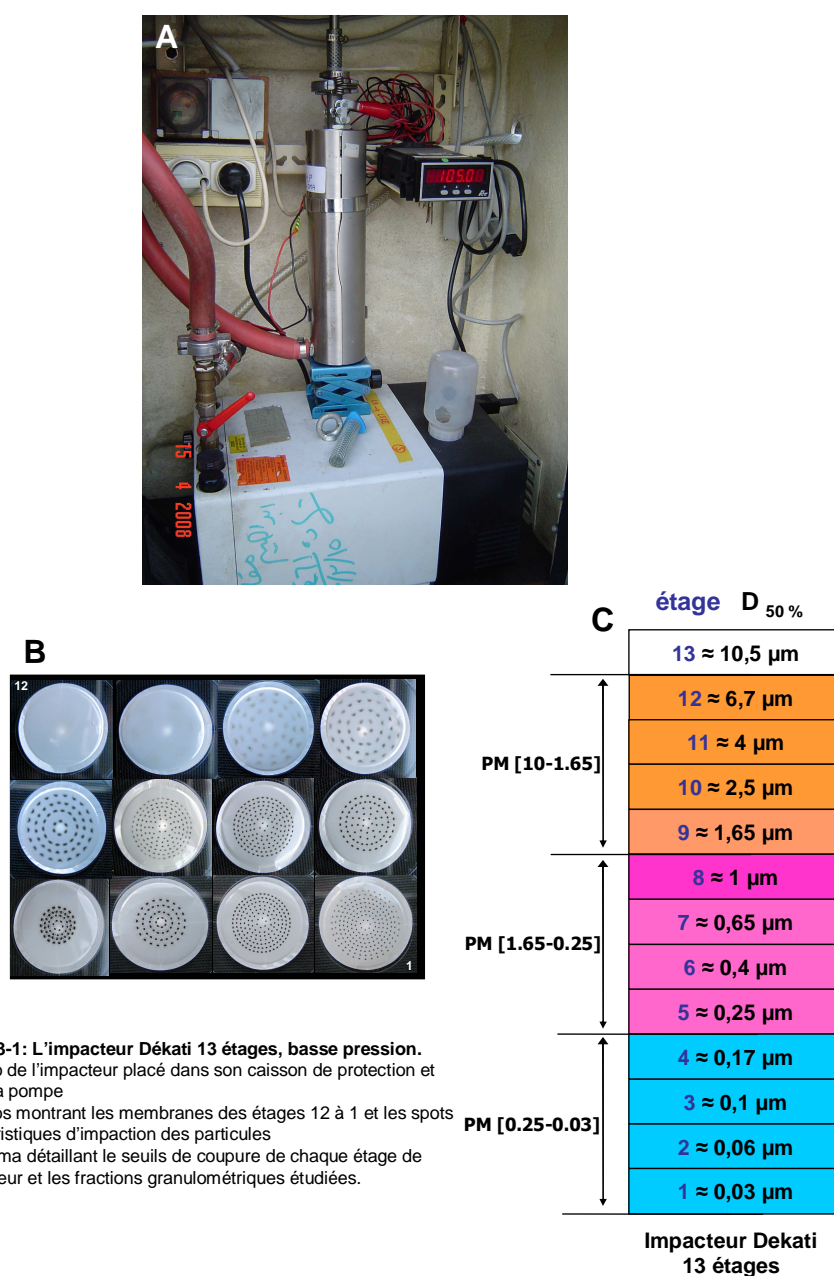 A
105.0
15 4 2008
étage D 50 %
C
13 ≈ 10,5 µm
B
12
12 ≈ 6,7 µm
11 ≈ 4 µm
PM [10-1.65]
10 ≈ 2,5 µm
9 ≈ 1,65 µm
8 ≈ 1 µm
7 ≈ 0,65 µm
PM [1.65-0.25]
6 ≈ 0,4 µm
1
5 ≈ 0,25 µm
3-1: L'impacteur Dékati 13 étages, basse pression.
de l'impacteur placé dans son caisson de protection et
pompe
os montrant les membranes des étages 12 à 1 et les spots
ristiques d'impaction des particules
ma détaillant le seuils de coupure de chaque étage de
eur et les fractions granulométriques étudiées.
4 ≈ 0,17 µm
3 ≈ 0,1 µm
PM [0.25-0.03]
2 ≈ 0,06 µm
1 ≈ 0,03 µm
Impacteur Dekati
13 étages